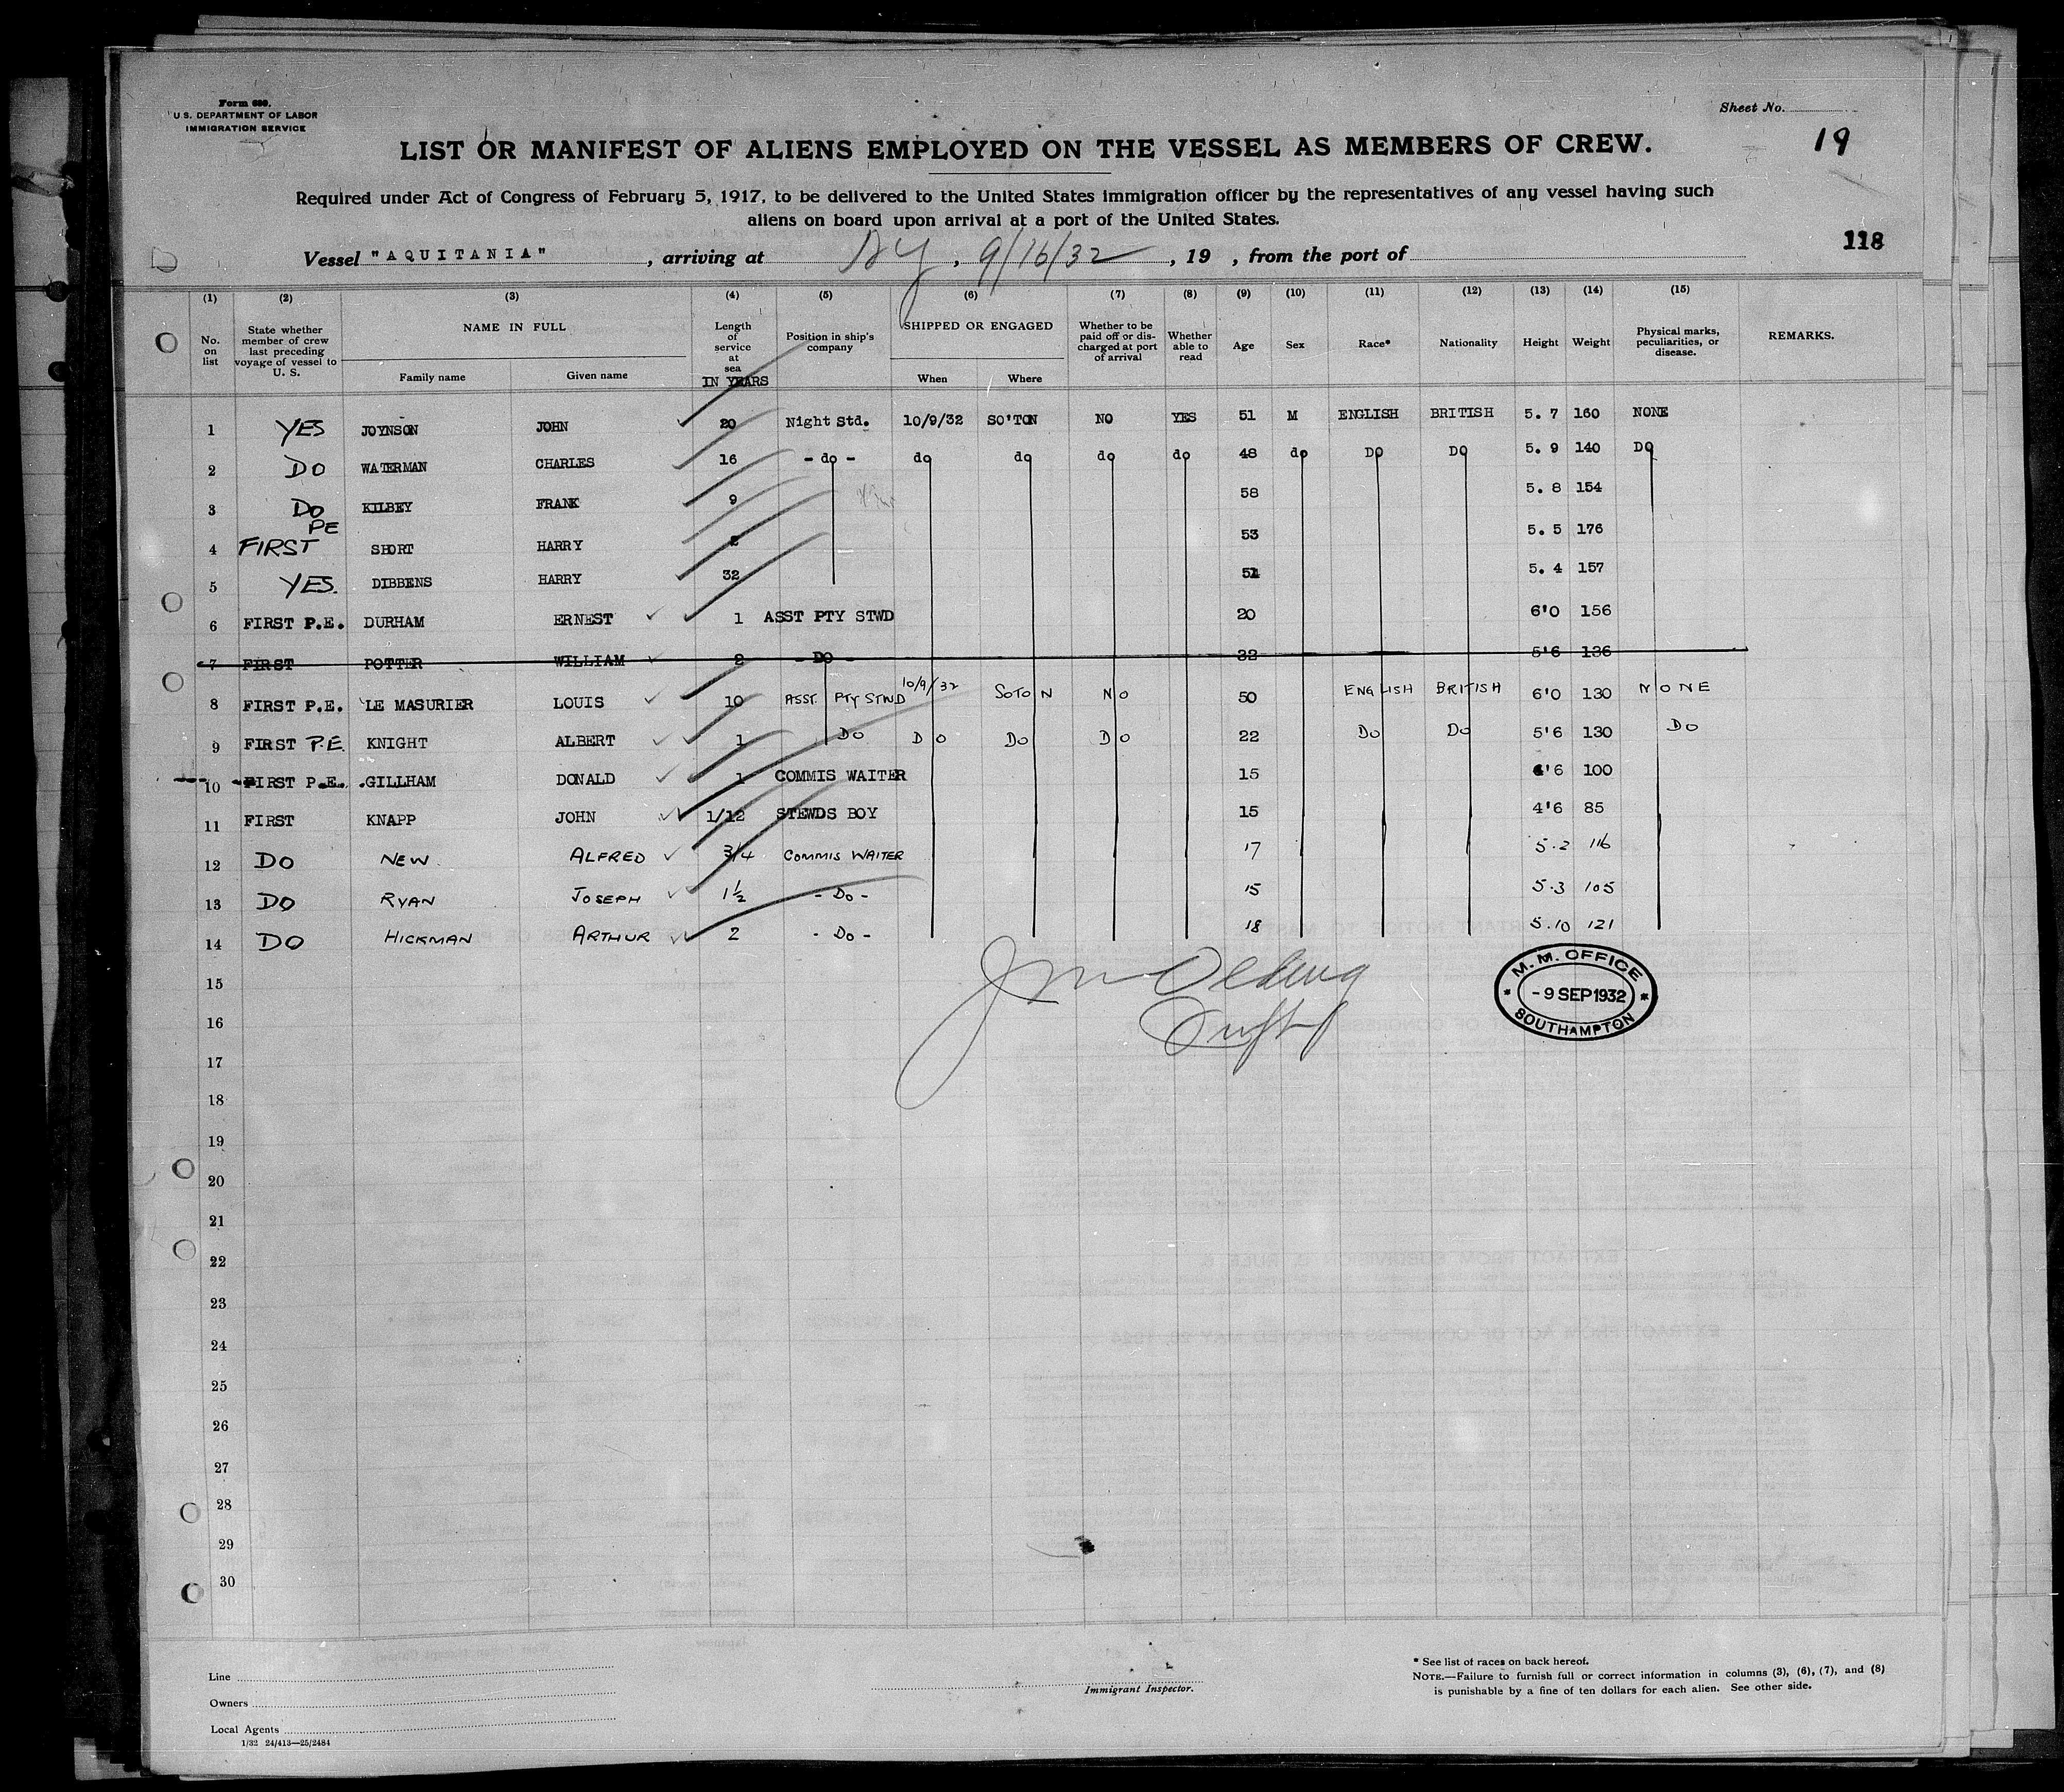 Form 680.
U. S. DEPARTMENT OF LABOR
IMMIGRATION SERVICE
Sheet No.
19
LIST OR MANIFEST OF ALIENS EMPLOYED ON THE VESSEL AS MEMBERS OF CREW.
Required under Act of Congress of February 5, 1917, to be delivered to the United States immigration officer by the representatives of any vessel having such
aliens on board upon arrival at a port of the United States.
118
Vessel "AQUITANIA", arriving at NY, 9/16/32, 19 , from the port of
(1) (2) (3) (4) (5) (6) (7) (8) (9) (10) (11) (12) (13) (14) (15)
No. on list State whether member of crew last preceding voyage of vessel to U. S. NAME IN FULL Family name Given name Length of service at sea IN YEARS Position in ship's company SHIPPED OR ENGAGED When Where Whether to be paid off or discharged at port of arrival Whether able to read Age Sex Race* Nationality Height Weight Physical marks, peculiarities, or disease. REMARKS.
1 YES JOYNSON JOHN 20 Night Std. 10/9/32 SO'TON NO YES 51 M ENGLISH BRITISH 5. 7 160 NONE
2 DO WATERMAN CHARLES 16 - do - do do do do 48 do DO DO 5. 9 140 DO
3 DO KILBEY FRANK 9 58 5. 8 154
4 PE FIRST SHORT HARRY 53 5. 5 176
5 YES. DIBBENS HARRY 32 51 5. 4 157
6 FIRST P.E. DURHAM ERNEST 1 ASST PTY STWD 20 6'0 156
7 FIRST POTTER WILLIAM 2 - DO - 32 5'6 136
8 FIRST P.E. LE MASURIER LOUIS 10 ASST. PTY STWD 10/9/32 SOTON NO 50 ENGLISH BRITISH 6'0 130 NONE
9 FIRST P.E. KNIGHT ALBERT 1 DO DO DO DO 22 DO DO 5'6 130 DO
10 FIRST P.E. GILLHAM DONALD 1 COMMIS WAITER 15 4'6 100
11 FIRST KNAPP JOHN 1/12 STEWDS BOY 15 4'6 85
12 DO NEW ALFRED 3/4 COMMIS WAITER 17 5.2 116
13 DO RYAN JOSEPH 1½ - DO - 15 5.3 105
14 DO HICKMAN ARTHUR 2 - DO - 18 5.10 121
15
16
17
18
19
20
21
22
23
24
25
26
27
28
29
30
M. M. OFFICE
- 9 SEP 1932
SOUTHAMPTON
Line
Owners
Local Agents
1/32 24/413—25/2484
Immigrant Inspector.
* See list of races on back hereof.
NOTE.—Failure to furnish full or correct information in columns (3), (6), (7), and (8)
is punishable by a fine of ten dollars for each alien. See other side.